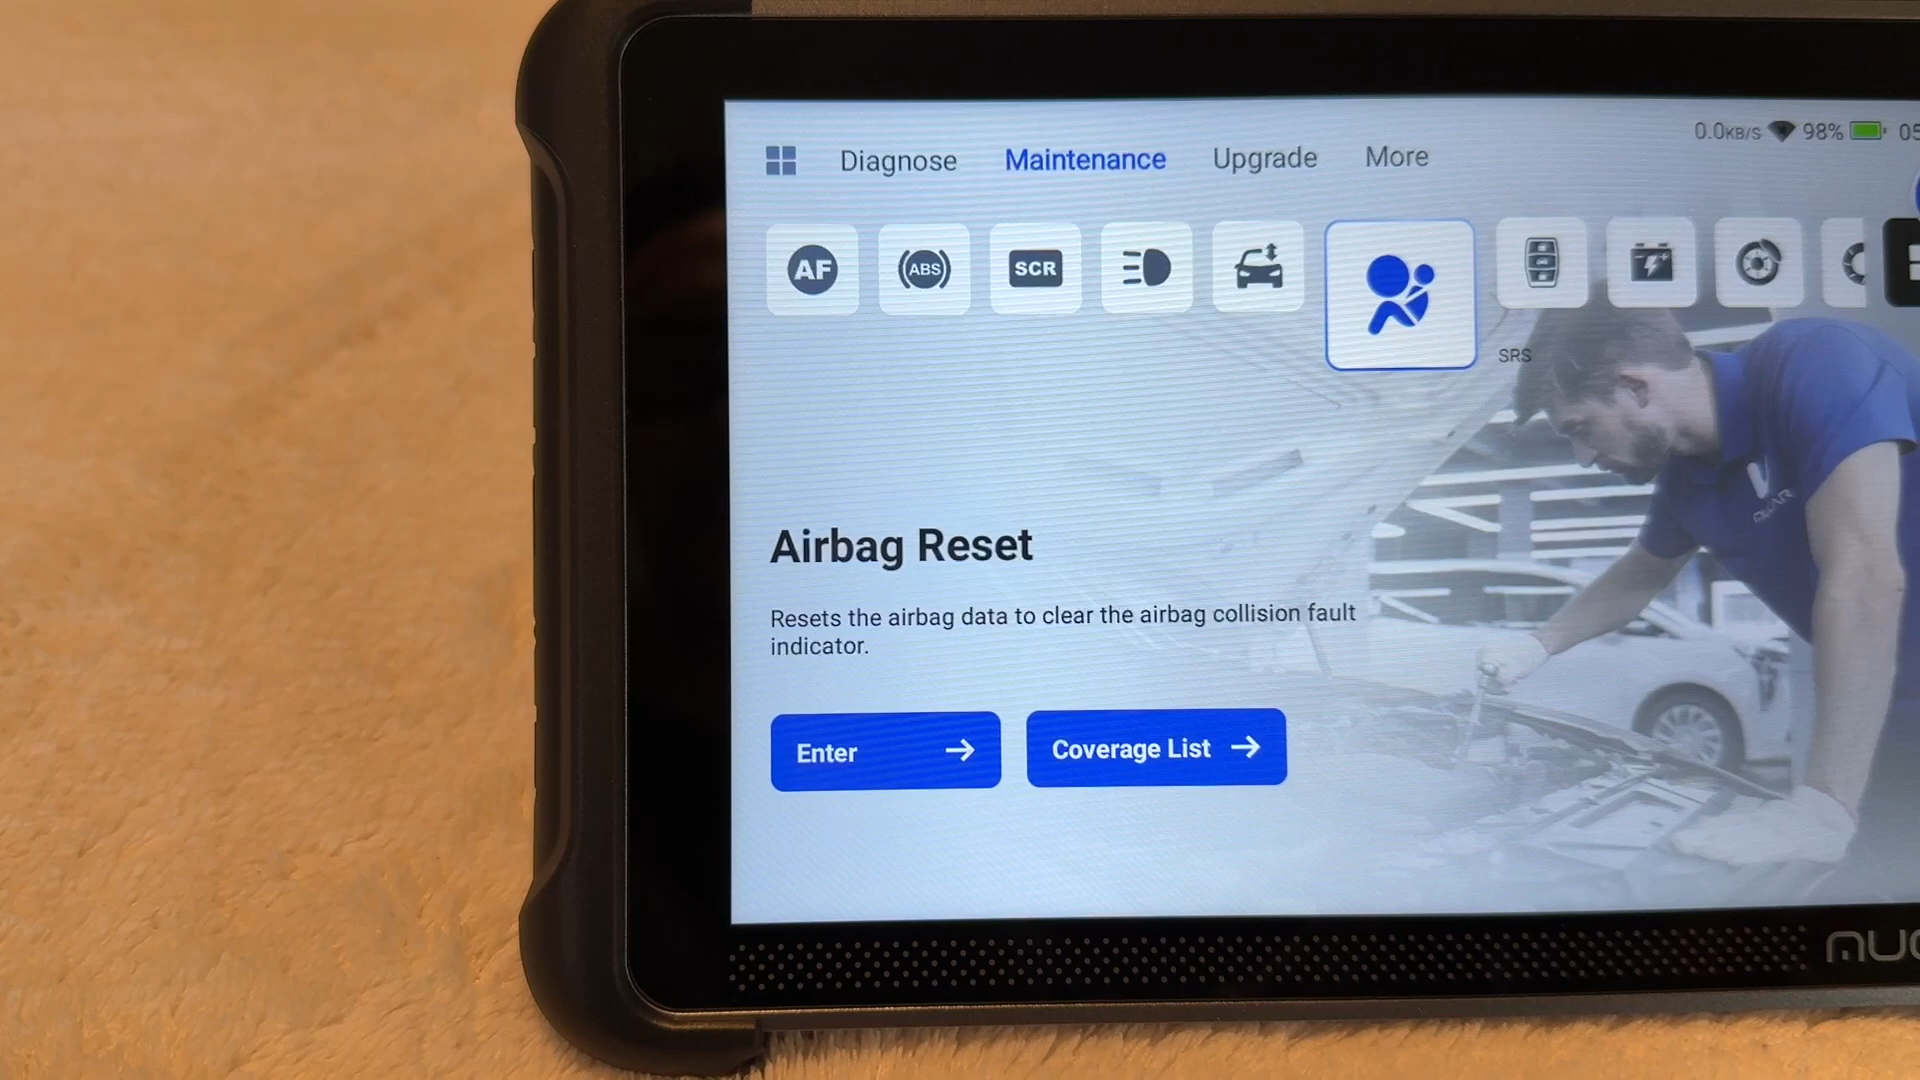 0.0KB/S 98%
Diagnose Maintenance Upgrade More
AF ABS SCR
SRS
Airbag Reset
Resets the airbag data to clear the airbag collision fault
indicator.
Enter Coverage List